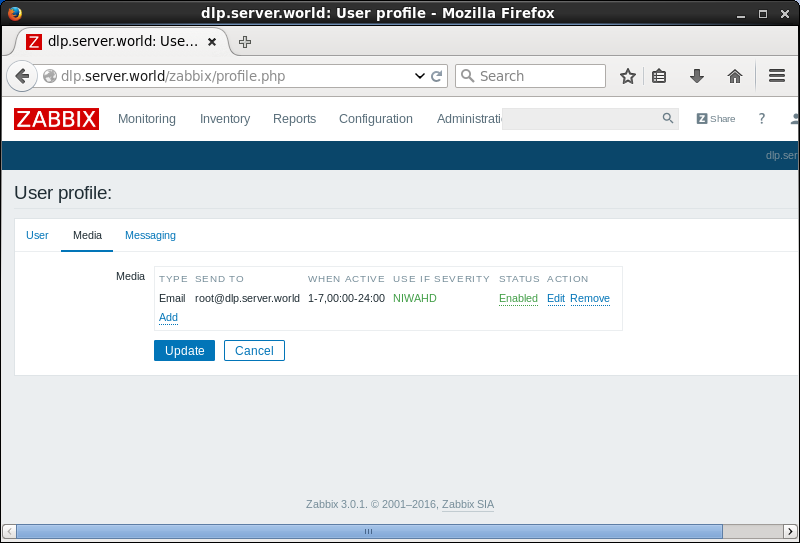 dlp.server.world: User profile - Mozilla Firefox
dlp.server.world: Use...
dlp.server.world/zabbix/profile.php
Search
ZABBIX Monitoring Inventory Reports Configuration Administrati Z Share ?
dlp.ser
User profile:
User Media Messaging
Media TYPE SEND TO WHEN ACTIVE USE IF SEVERITY STATUS ACTION
Email root@dlp.server.world 1-7,00:00-24:00 NIWAHD Enabled Edit Remove
Add
Update Cancel
Zabbix 3.0.1. © 2001–2016, Zabbix SIA